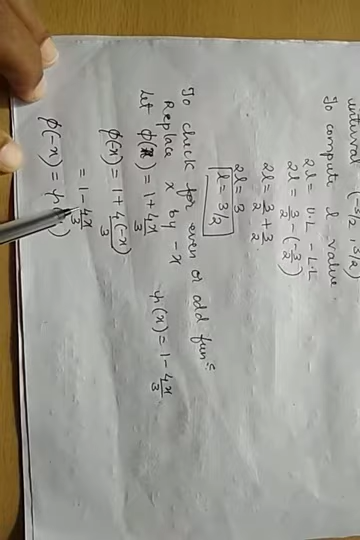 interval (-3/2, 3/2)
To compute l value.
2l = U.L - L.L
2l = 3/2 - (-3/2)
2l = 3/2 + 3/2
2l = 3
l = 3/2
To check for even or odd funⁿ
Replace x by -x
let ϕ(x) = 1 + 4x/3 ψ(x) = 1 - 4x/3
ϕ(-x) = 1 + 4(-x)/3
= 1 - 4x/3
ϕ(-x) = ψ( )